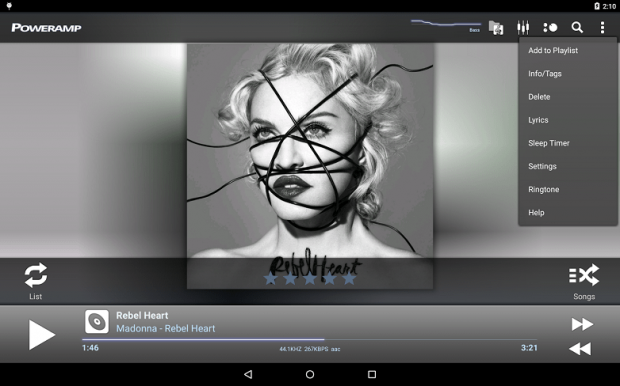 2:10
POWERAMP
Bass
Add to Playlist
Info/Tags
Delete
Lyrics
Sleep Timer
Settings
Ringtone
Help
Rebel Heart
List
Songs
Rebel Heart
Madonna - Rebel Heart
1:46
44.1KHZ 267KBPS aac
3:21